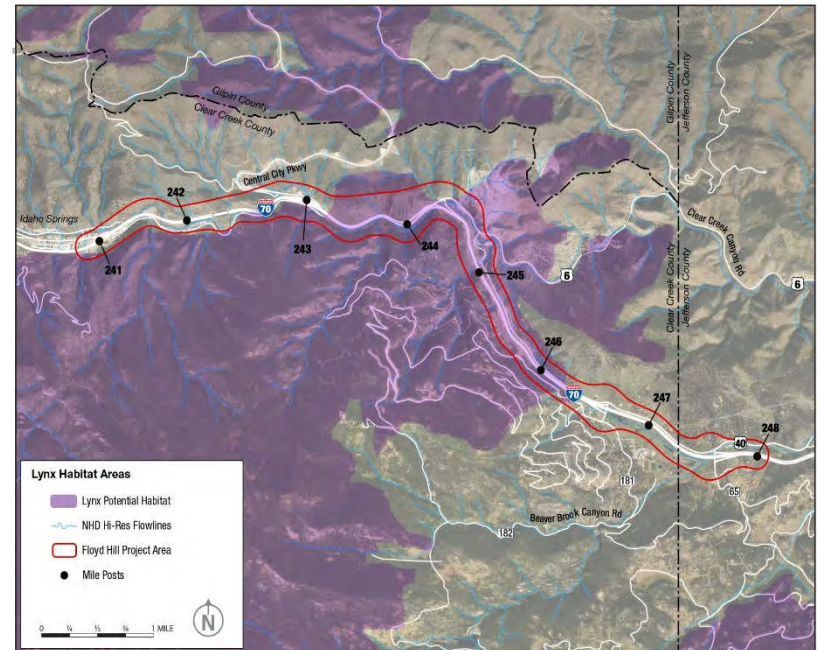 Gilpin County
Clear Creek County
Gilpin County
Jefferson County
Central City Pkwy
Idaho Springs
242
70
243
241
244
245
6
Clear Creek Canyon Rd
6
Clear Creek County
Jefferson County
246
70
247
40
248
181
65
Beaver Brook Canyon Rd
182
Lynx Habitat Areas
Lynx Potential Habitat
NHD Hi-Res Flowlines
Floyd Hill Project Area
Mile Posts
0 ¼ ½ ¾ 1 MILE
N